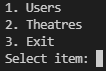 1. Users
2. Theatres
3. Exit
Select item: